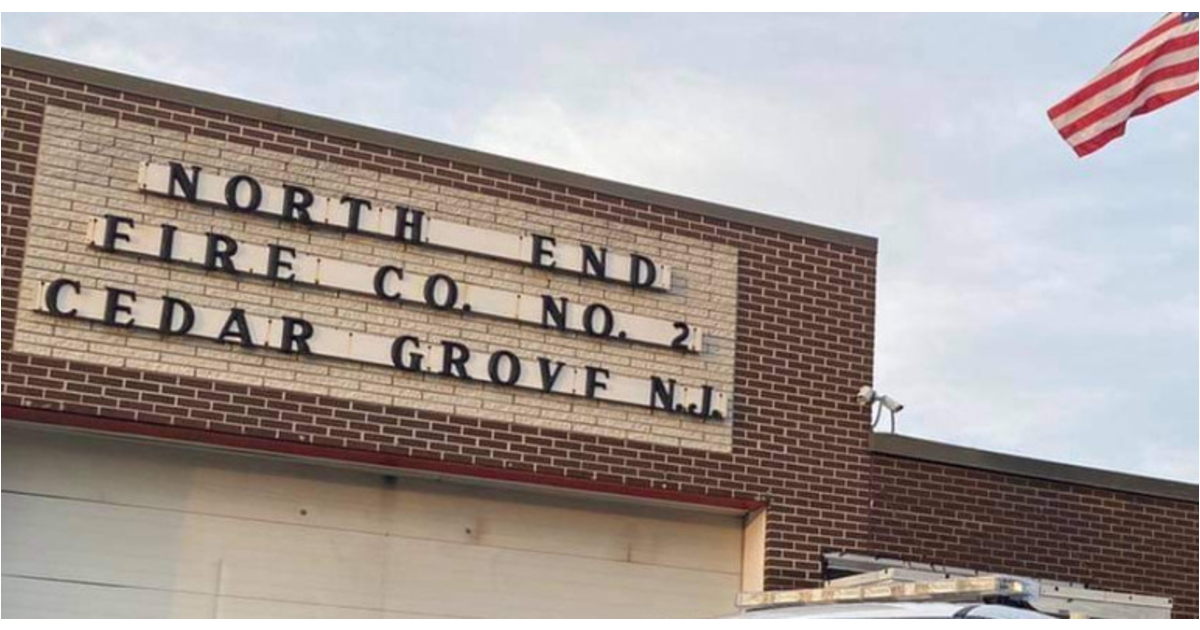 NORTH END
FIRE CO. NO. 2
CEDAR GROVE N.J.